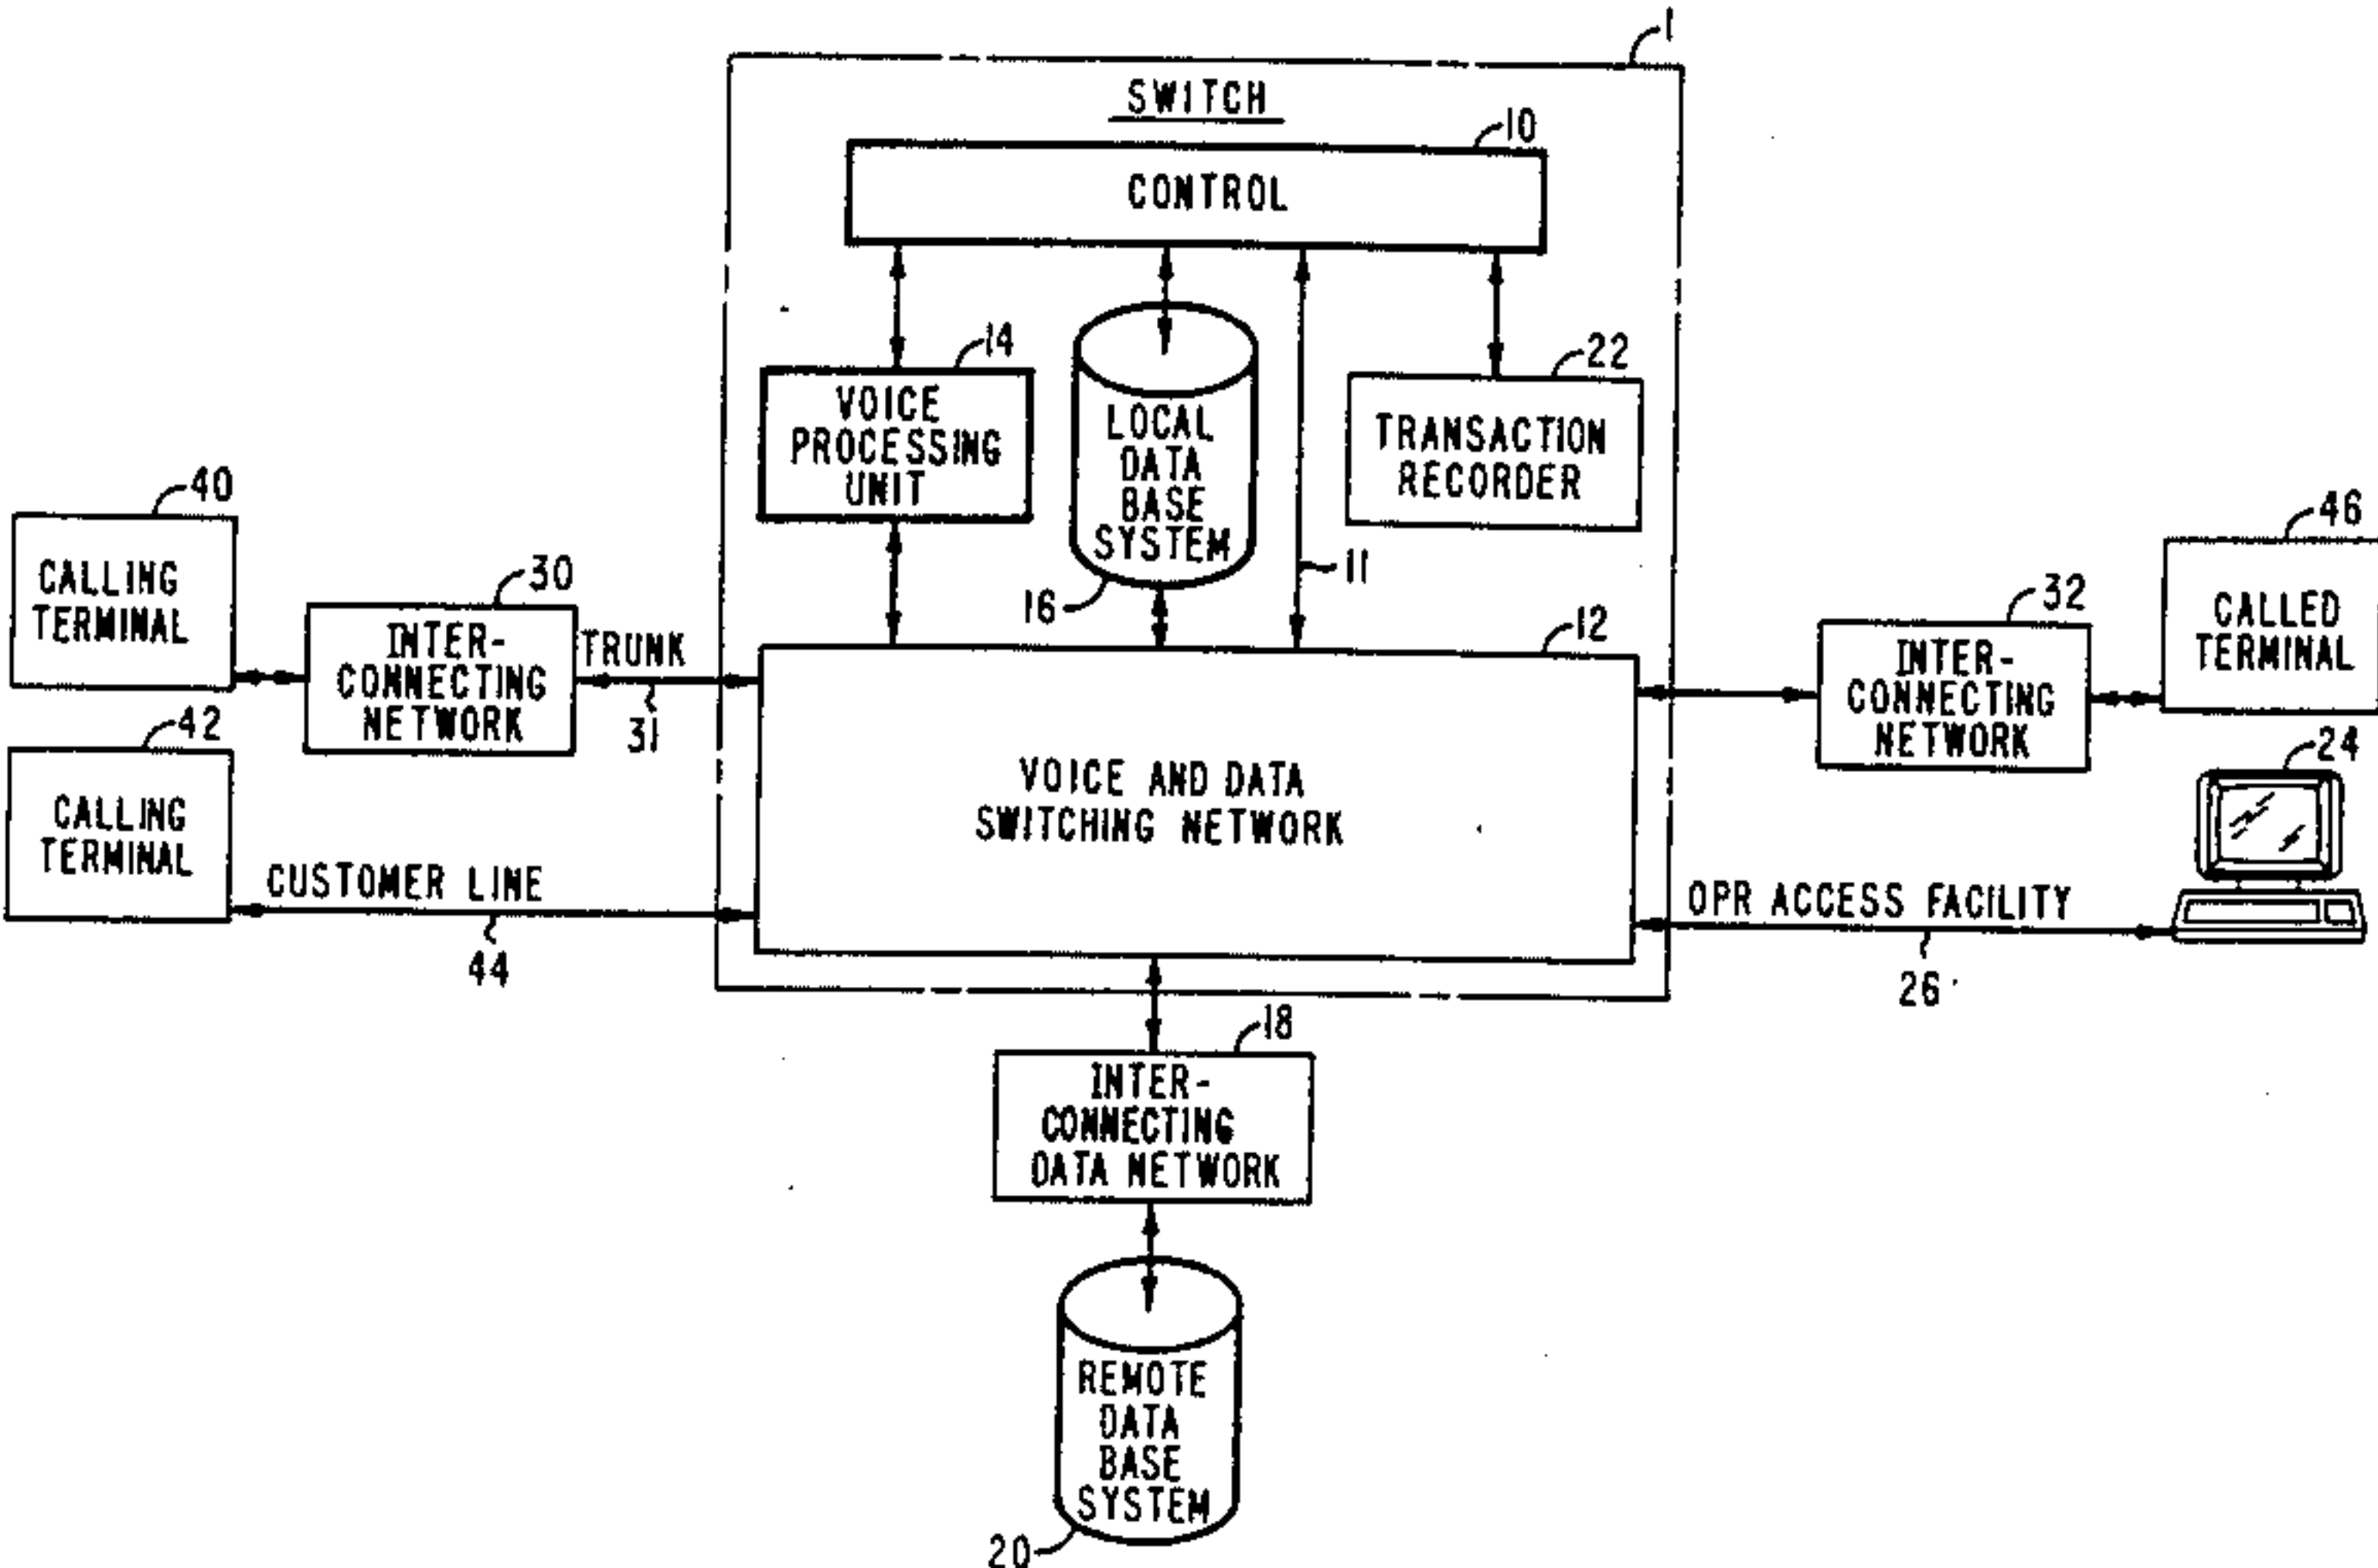 1
SWITCH
10
CONTROL
14
VOICE
PROCESSING
UNIT
LOCAL
DATA
BASE
SYSTEM
16
11
22
TRANSACTION
RECORDER
40
CALLING
TERMINAL
30
INTER-
CONNECTING
NETWORK
TRUNK
31
12
VOICE AND DATA
SWITCHING NETWORK
32
INTER-
CONNECTING
NETWORK
46
CALLED
TERMINAL
42
CALLING
TERMINAL
CUSTOMER LINE
44
24
OPR ACCESS FACILITY
26
18
INTER-
CONNECTING
DATA NETWORK
REMOTE
DATA
BASE
SYSTEM
20